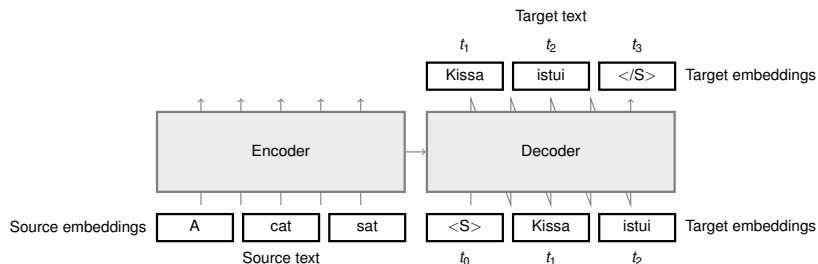 Target text
t1 t2 t3
Kissa istui </S> Target embeddings
Encoder Decoder
Source embeddings A cat sat <S> Kissa istui Target embeddings
Source text t0 t1 t2